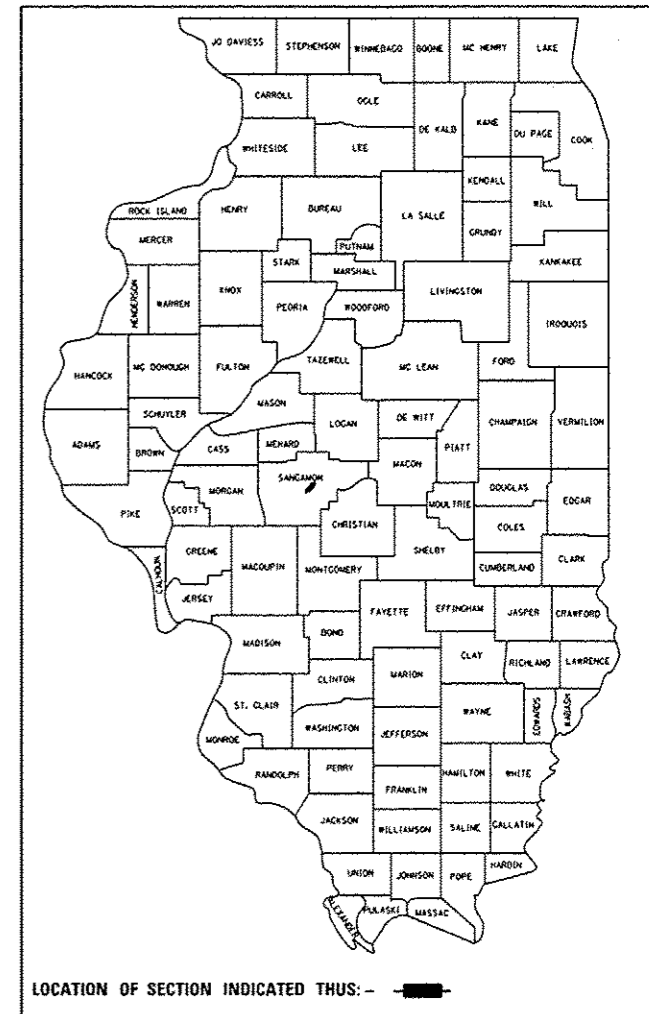 JO DAVIESS STEPHENSON WINNEBAGO BOONE MC HENRY LAKE
CARROLL OGLE DE KALB KANE DU PAGE COOK
WHITESIDE LEE KENDALL WILL
ROCK ISLAND HENRY BUREAU LA SALLE GRUNDY
MERCER PUTNAM KANKAKEE
STARK MARSHALL LIVINGSTON
HENDERSON WARREN KNOX PEORIA WOODFORD IROQUOIS
HANCOCK MC DONOUGH FULTON TAZEWELL MC LEAN FORD
SCHUYLER MASON LOGAN DE WITT CHAMPAIGN VERMILION
ADAMS BROWN CASS MENARD MACON PIATT
PIKE SCOTT MORGAN SANGAMON CHRISTIAN MOULTRIE DOUGLAS EDGAR
COLES
CALHOUN GREENE MACOUPIN MONTGOMERY SHELBY CUMBERLAND CLARK
JERSEY FAYETTE EFFINGHAM JASPER CRAWFORD
MADISON BOND CLAY RICHLAND LAWRENCE
ST. CLAIR CLINTON MARION WAYNE EDWARDS WABASH
MONROE WASHINGTON JEFFERSON
RANDOLPH PERRY FRANKLIN HAMILTON WHITE
JACKSON WILLIAMSON SALINE GALLATIN
UNION JOHNSON POPE HARDIN
ALEXANDER PULASKI MASSAC
LOCATION OF SECTION INDICATED THUS: -